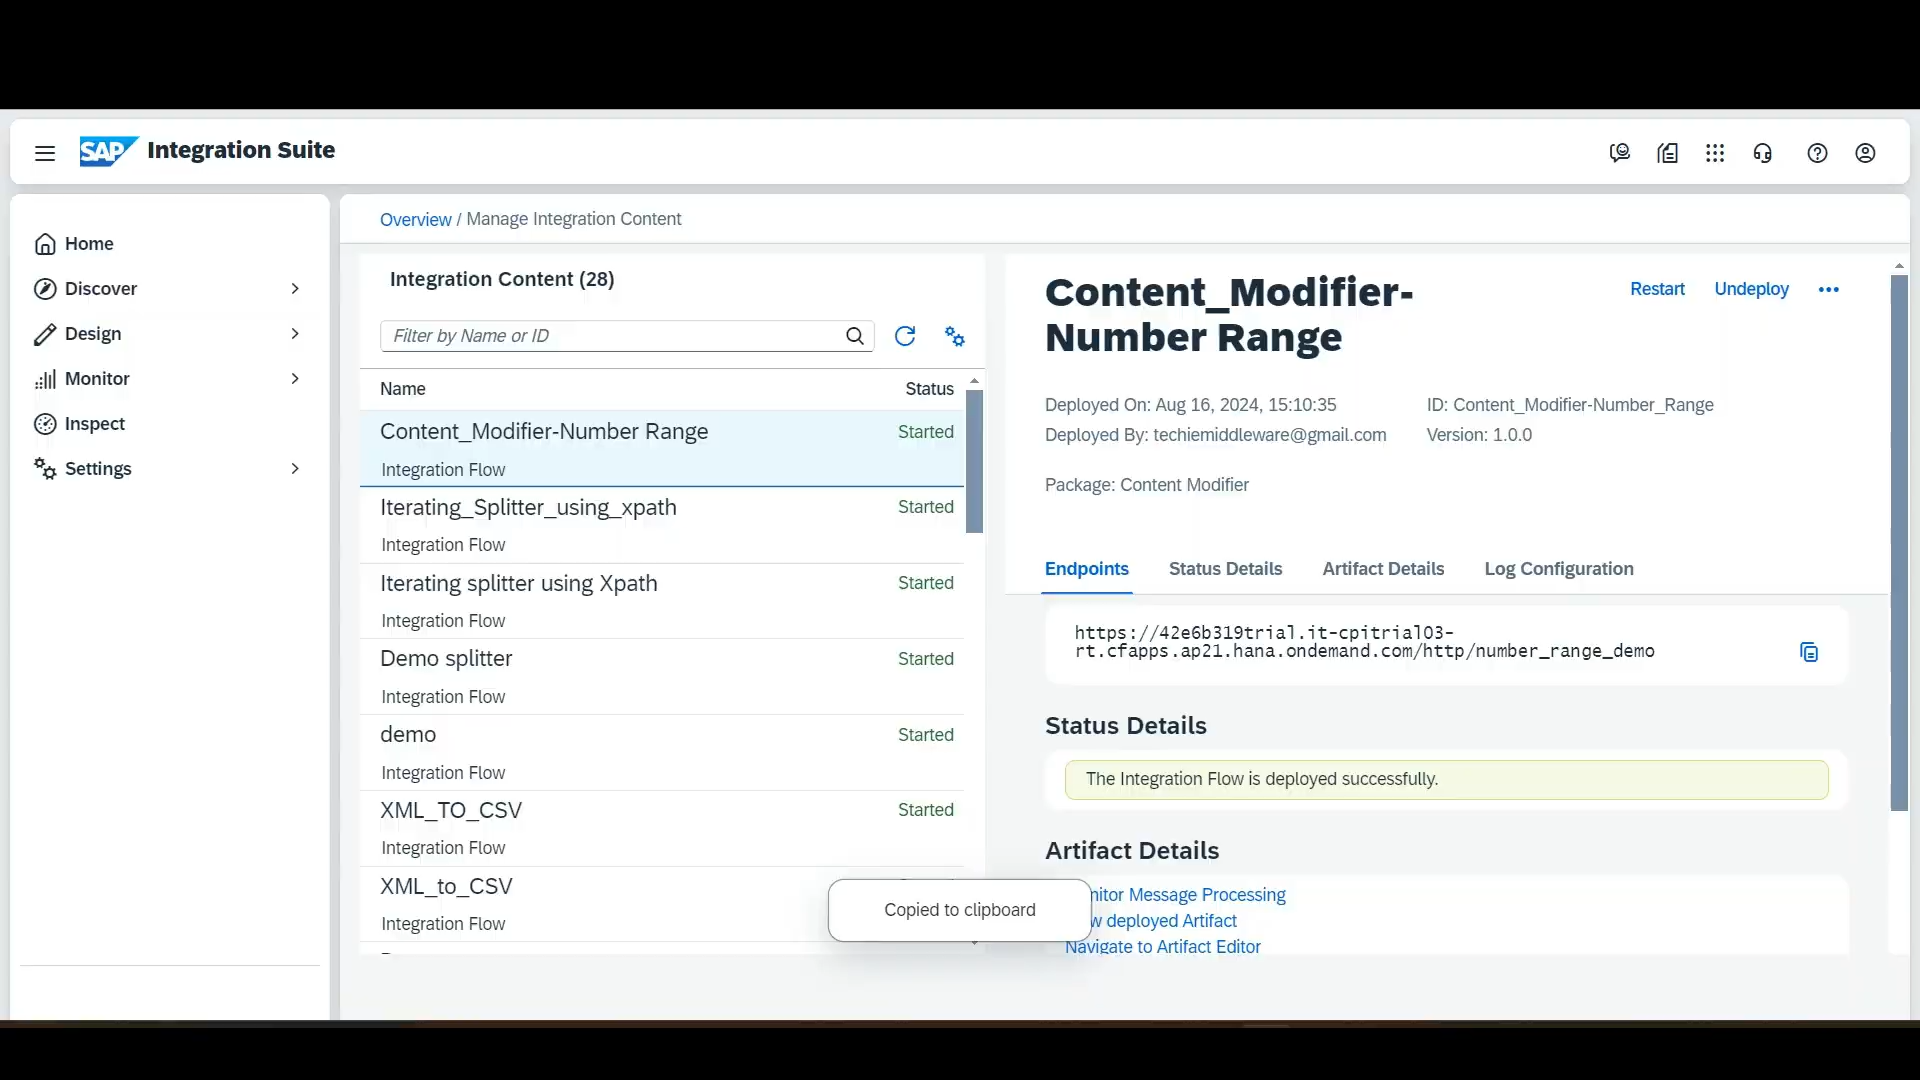 SAP Integration Suite
Home
Discover
Design
Monitor
Inspect
Settings
Overview / Manage Integration Content
Integration Content (28)
Filter by Name or ID
Name Status
Content_Modifier-Number Range Started
Integration Flow
Iterating_Splitter_using_xpath Started
Integration Flow
Iterating splitter using Xpath Started
Integration Flow
Demo splitter Started
Integration Flow
demo Started
Integration Flow
XML_TO_CSV Started
Integration Flow
XML_to_CSV
Integration Flow
Content_Modifier-
Number Range
Restart Undeploy
Deployed On: Aug 16, 2024, 15:10:35 ID: Content_Modifier-Number_Range
Deployed By: techiemiddleware@gmail.com Version: 1.0.0
Package: Content Modifier
Endpoints Status Details Artifact Details Log Configuration
https://42e6b319trial.it-cpitrial03-
rt.cfapps.ap21.hana.ondemand.com/http/number_range_demo
Status Details
The Integration Flow is deployed successfully.
Artifact Details
Message Processing
deployed Artifact
Navigate to Artifact Editor
Copied to clipboard